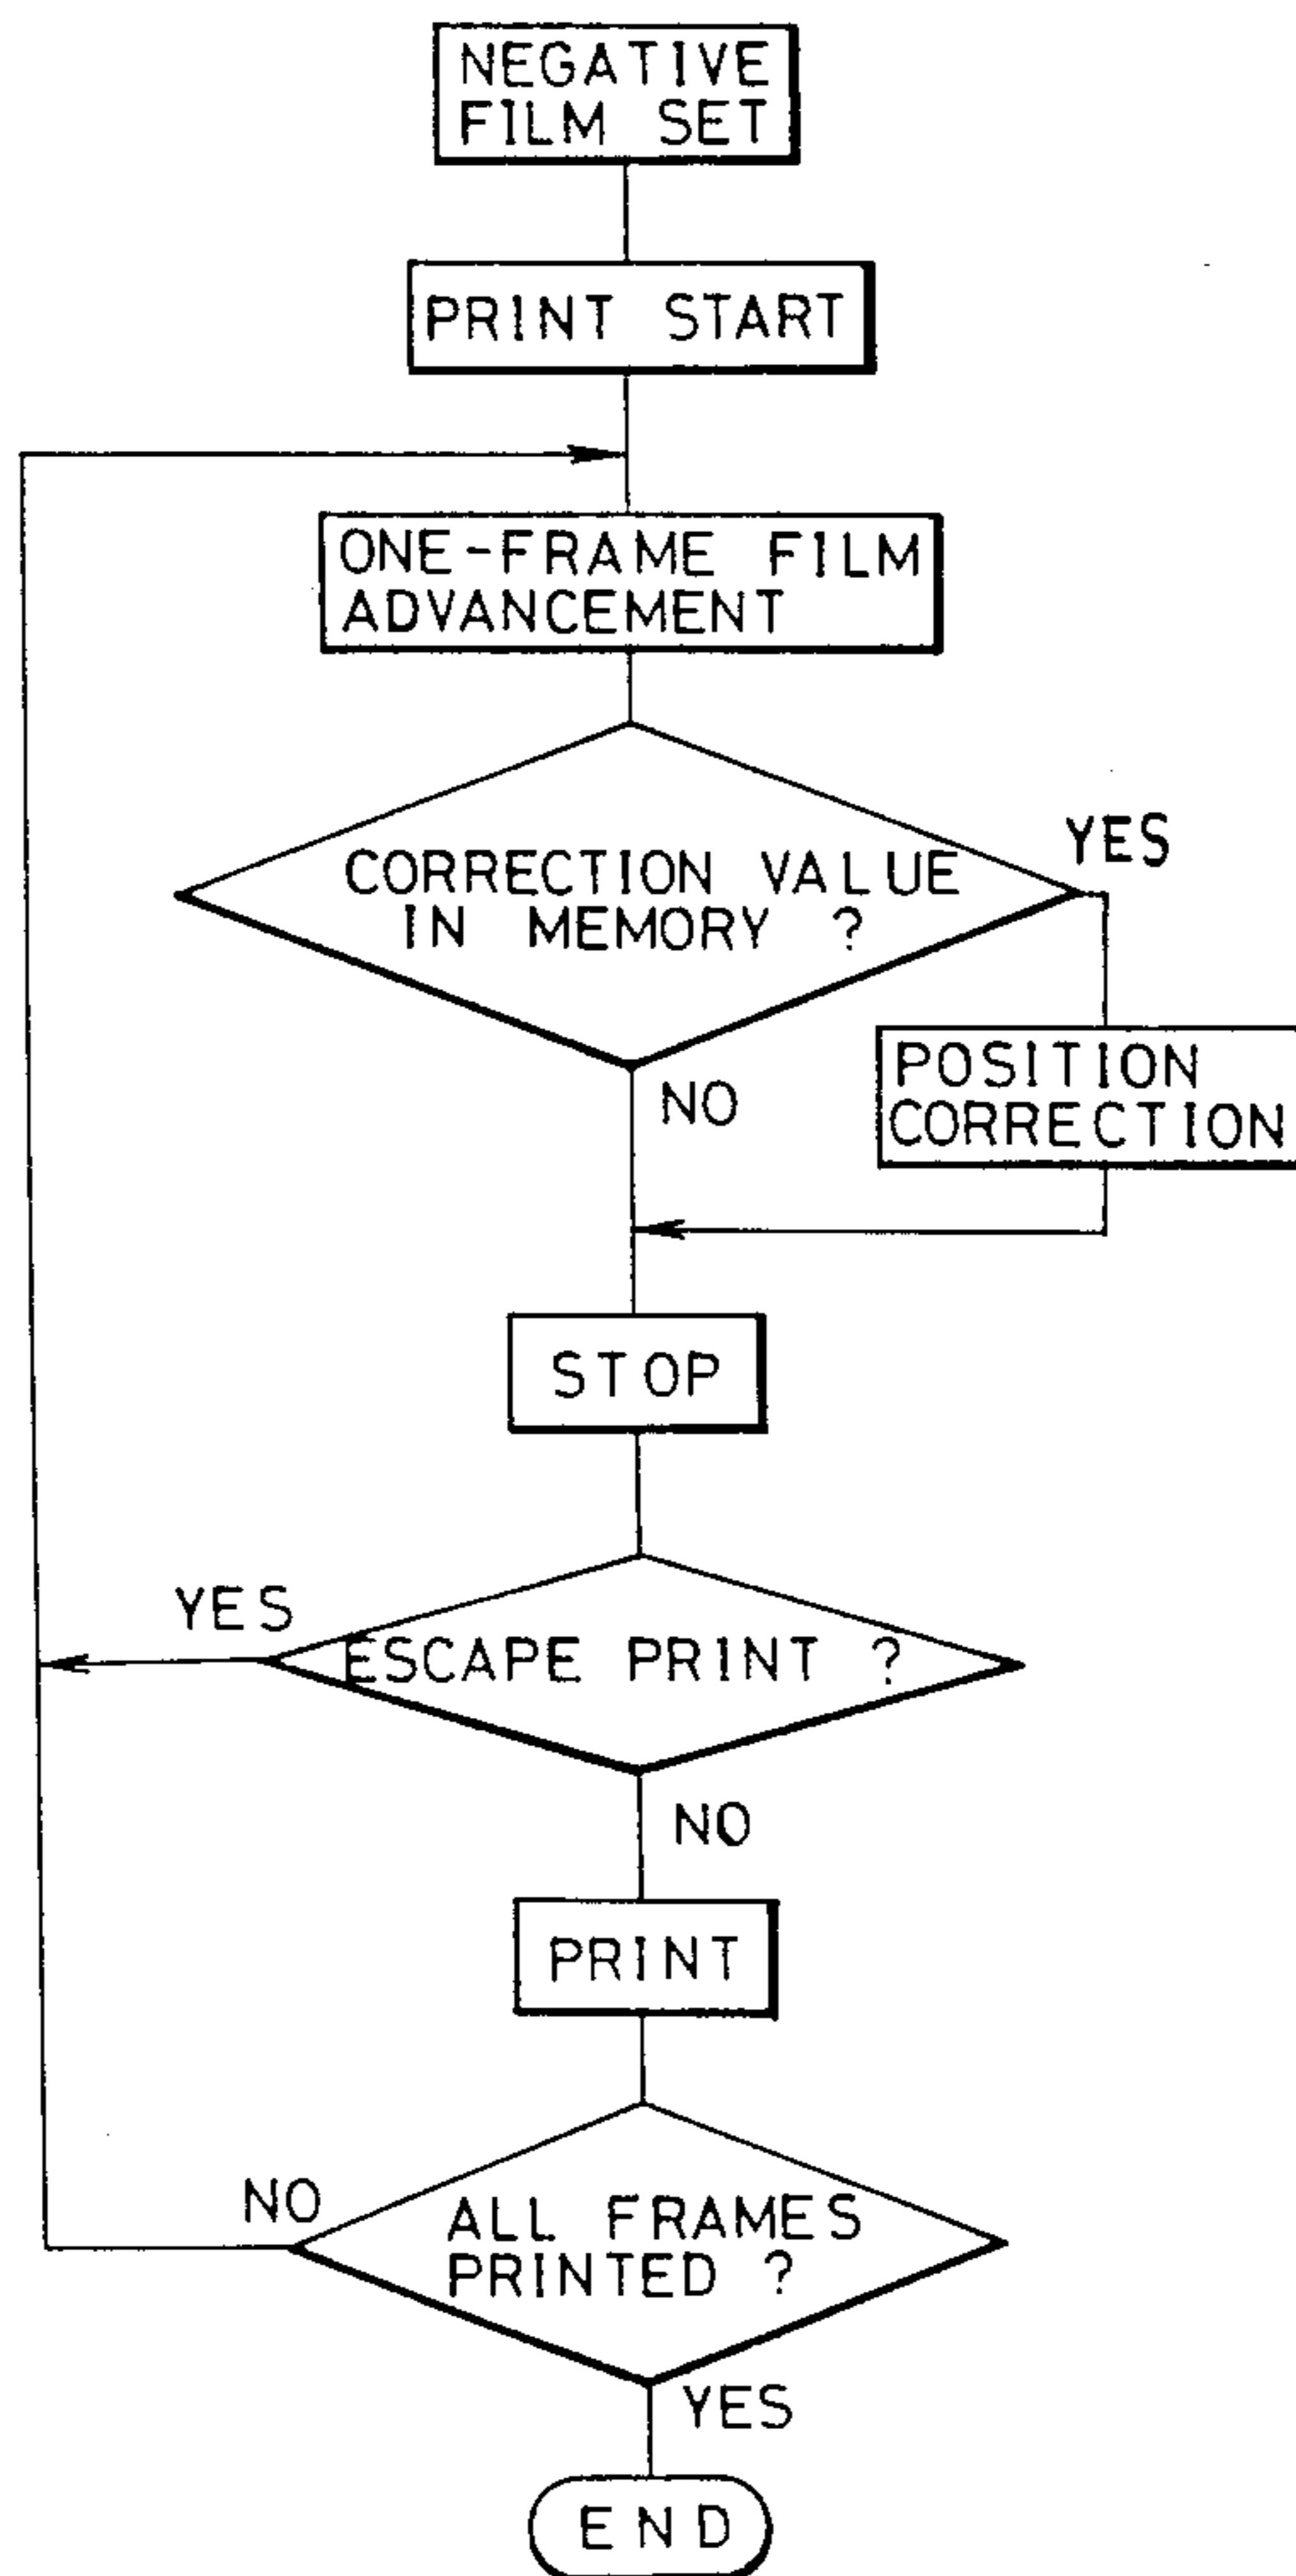 NEGATIVE
FILM SET
PRINT START
ONE-FRAME FILM
ADVANCEMENT
CORRECTION VALUE
IN MEMORY ?
YES
NO
POSITION
CORRECTION
STOP
YES
ESCAPE PRINT ?
NO
PRINT
NO
ALL FRAMES
PRINTED ?
YES
END